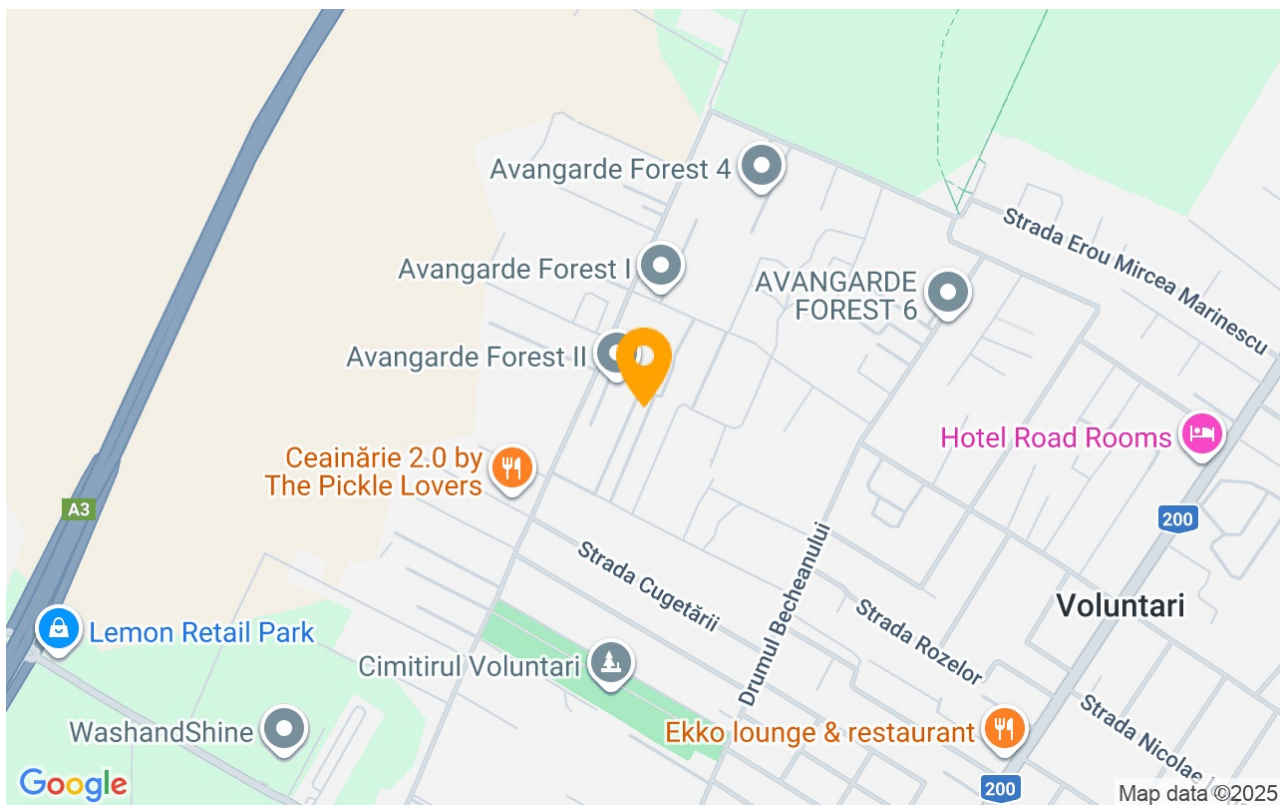 Avangarde Forest 4
Strada Erou Mircea Marinescu
Avangarde Forest I
AVANGARDE
FOREST 6
Avangarde Forest II
Hotel Road Rooms
Ceainărie 2.0 by
The Pickle Lovers
A3
200
Strada Cugetării
Drumul Becheanului
Voluntari
Strada Rozelor
Lemon Retail Park
Cimitirul Voluntari
WashandShine
Ekko lounge & restaurant
Strada Nicolae
200
Google
Map data ©2025